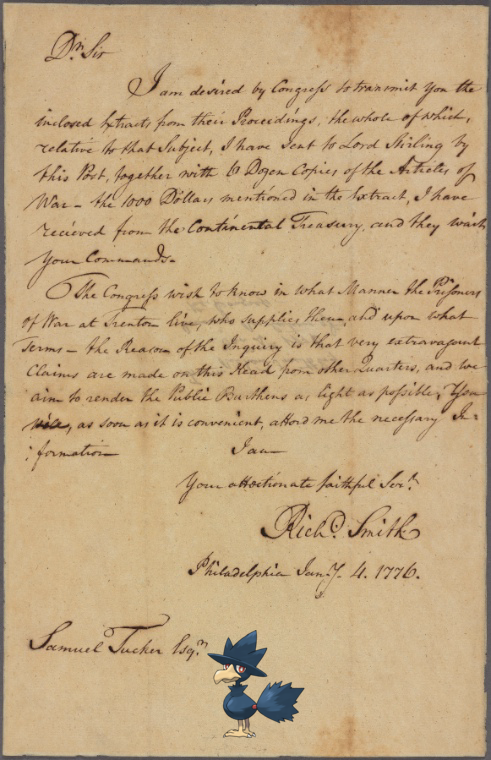 Dr. Sir
I am desired by Congress to transmit you the
inclosed Extracts from their Proceedings, the whole of which,
relative to that Subject, I have sent to Lord Stirling by
this Post, together with 6 Dozen Copies of the Articles of
War – the 1000 Dollars mentioned in the Extract, I have
recieved from the Continental Treasury, and they wait
your Commands –
The Congress wish to know in what Manner the Prisoners
of War at Trenton live, who supplies them, and upon what
Terms – the Reason of the Inquiry is that very extravagant
Claims are made on this Head from other Quarters, and we
aim to render the Public Burthens as light as possible; You
, as soon as it is convenient, afford me the necessary In-
: formation
I am
Your affectionate faithful Servt.
Richd. Smith
Philadelphia Jany. 4. 1776.
Samuel Tucker Esqr.